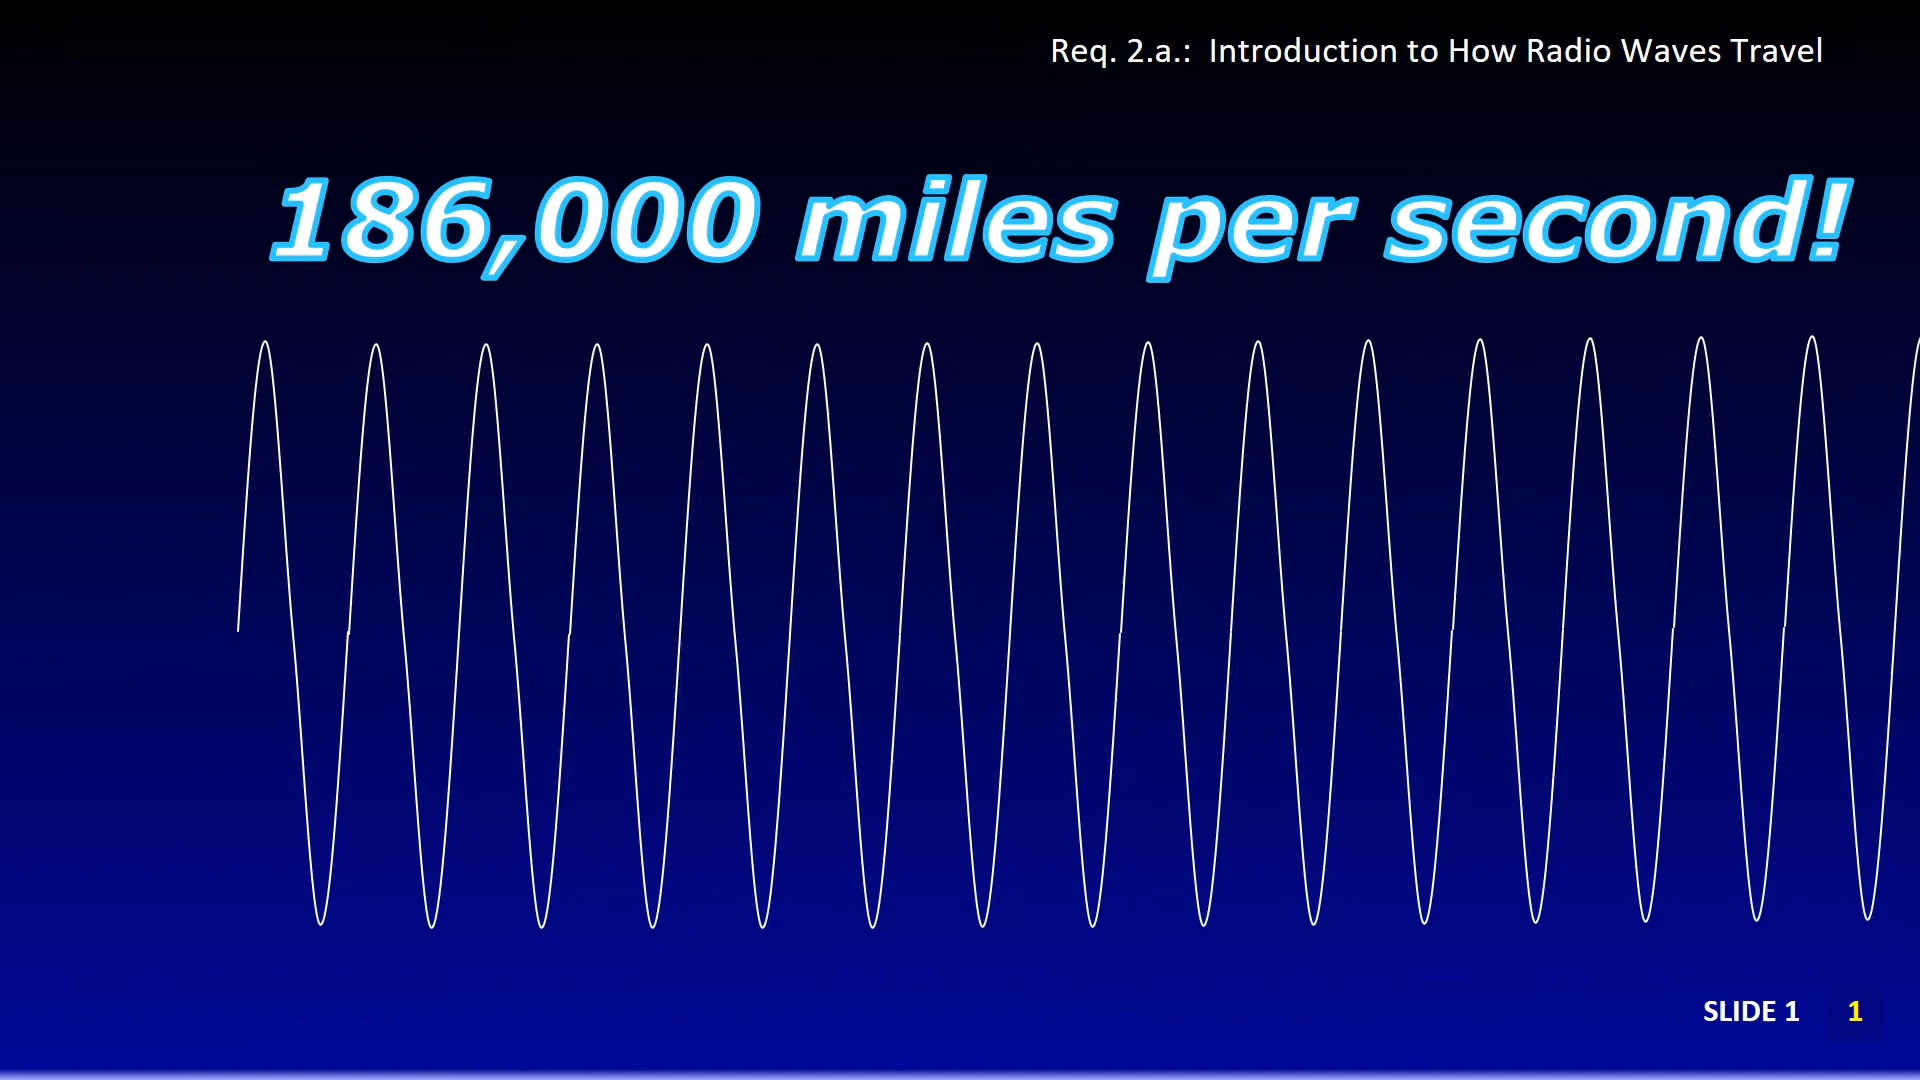 Req. 2.a.:  Introduction to How Radio Waves Travel
186,000 miles per second!
SLIDE 1 1